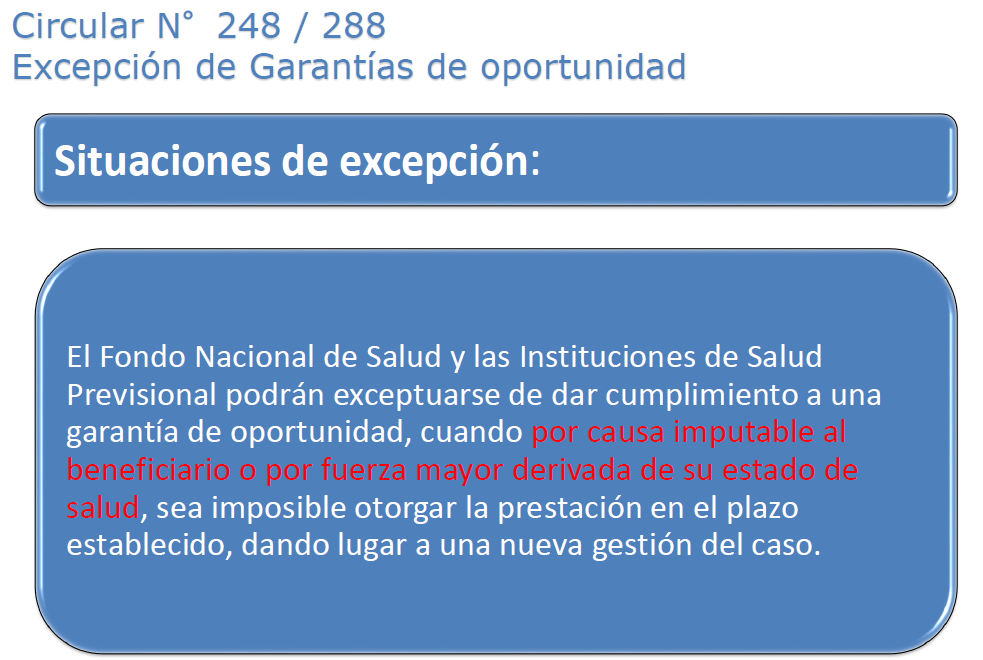 Circular N° 248 / 288
Excepción de Garantías de oportunidad
Situaciones de excepción:
El Fondo Nacional de Salud y las Instituciones de Salud
Previsional podrán exceptuarse de dar cumplimiento a una
garantía de oportunidad, cuando por causa imputable al
beneficiario o por fuerza mayor derivada de su estado de
salud, sea imposible otorgar la prestación en el plazo
establecido, dando lugar a una nueva gestión del caso.